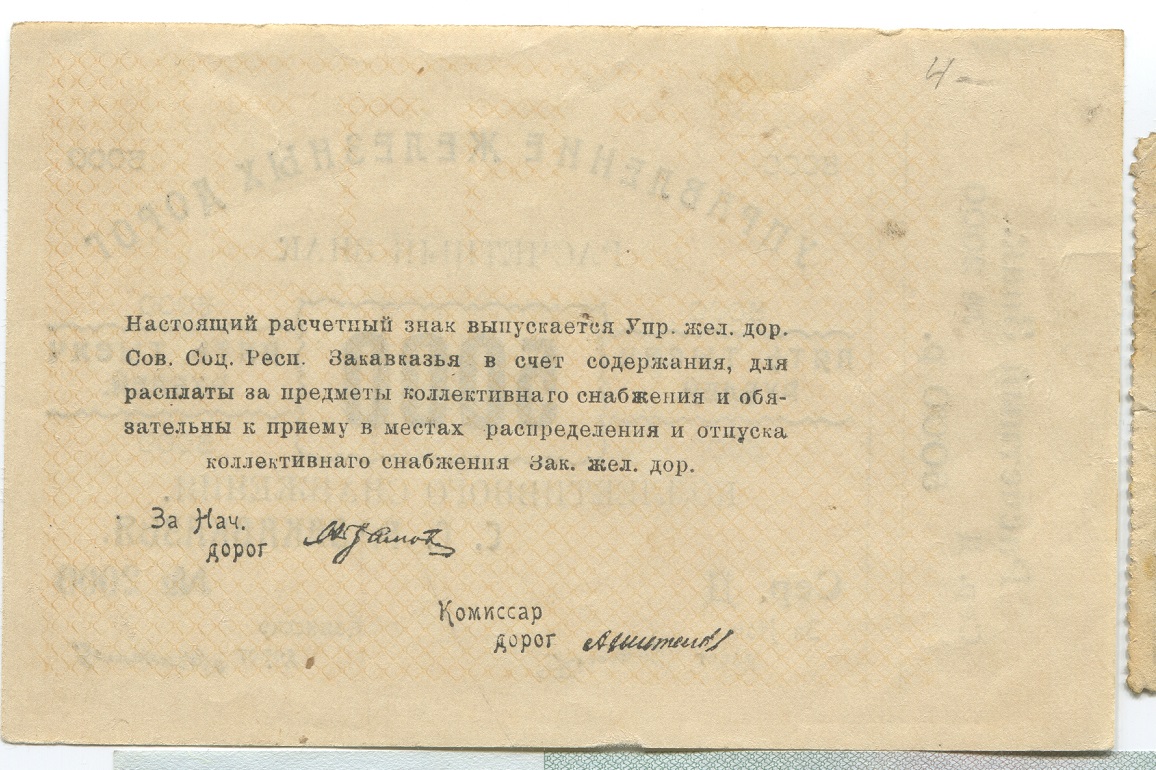 4-
Настоящий расчетный знак выпускается Упр. жел. дор.
Сов. Соц. Респ. Закавказья в счет содержания, для
расплаты за предметы коллективнаго снабжения и обя-
зательны к приему в местах распределения и отпуска
коллективнаго снабжения Зак. жел. дор.
За Нач.
дорог
Комиссар
дорог